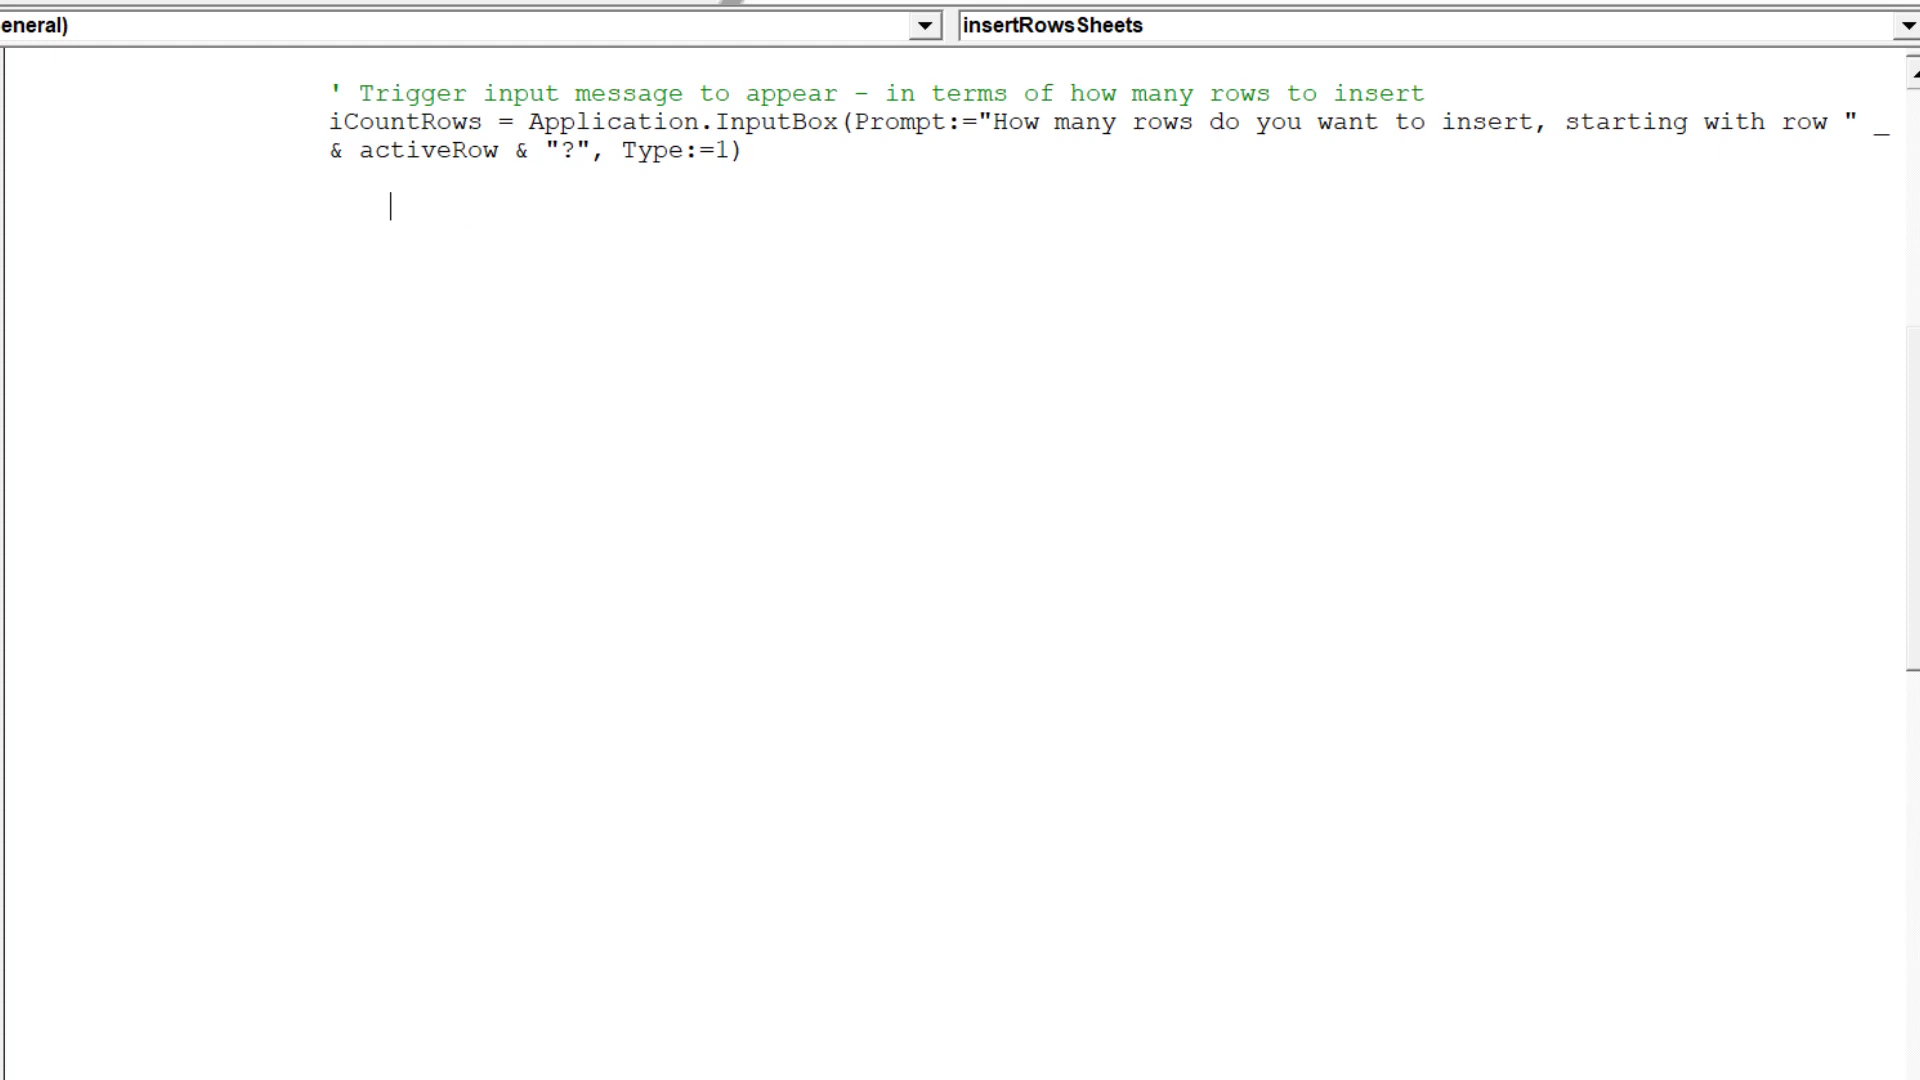 eneral)
insertRowsSheets
' Trigger input message to appear - in terms of how many rows to insert
iCountRows = Application.InputBox(Prompt:="How many rows do you want to insert, starting with row " _
& activeRow & "?", Type:=1)